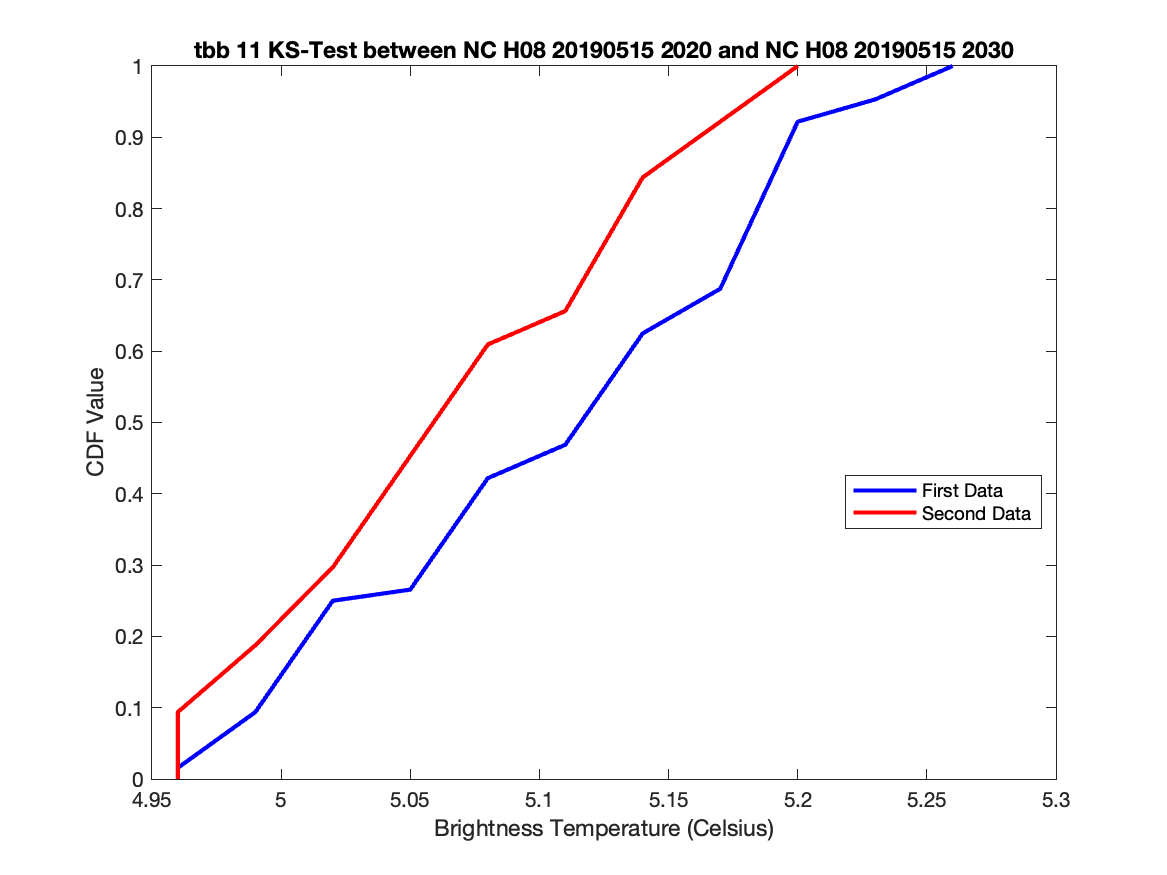 tbb 11 KS-Test between NC H08 20190515 2020 and NC H08 20190515 2030
1
0.9
0.8
0.7
0.6
0.5
0.4
0.3
0.2
0.1
0
CDF Value
First Data
Second Data
4.95 5 5.05 5.1 5.15 5.2 5.25 5.3
Brightness Temperature (Celsius)